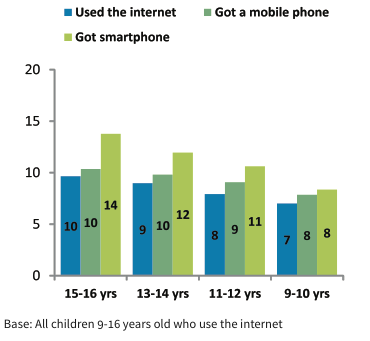 Used the internet Got a mobile phone
Got smartphone
20
15
10
5
0
10 10 14
9 10 12
8 9 11
7 8 8
15-16 yrs 13-14 yrs 11-12 yrs 9-10 yrs
Base: All children 9-16 years old who use the internet